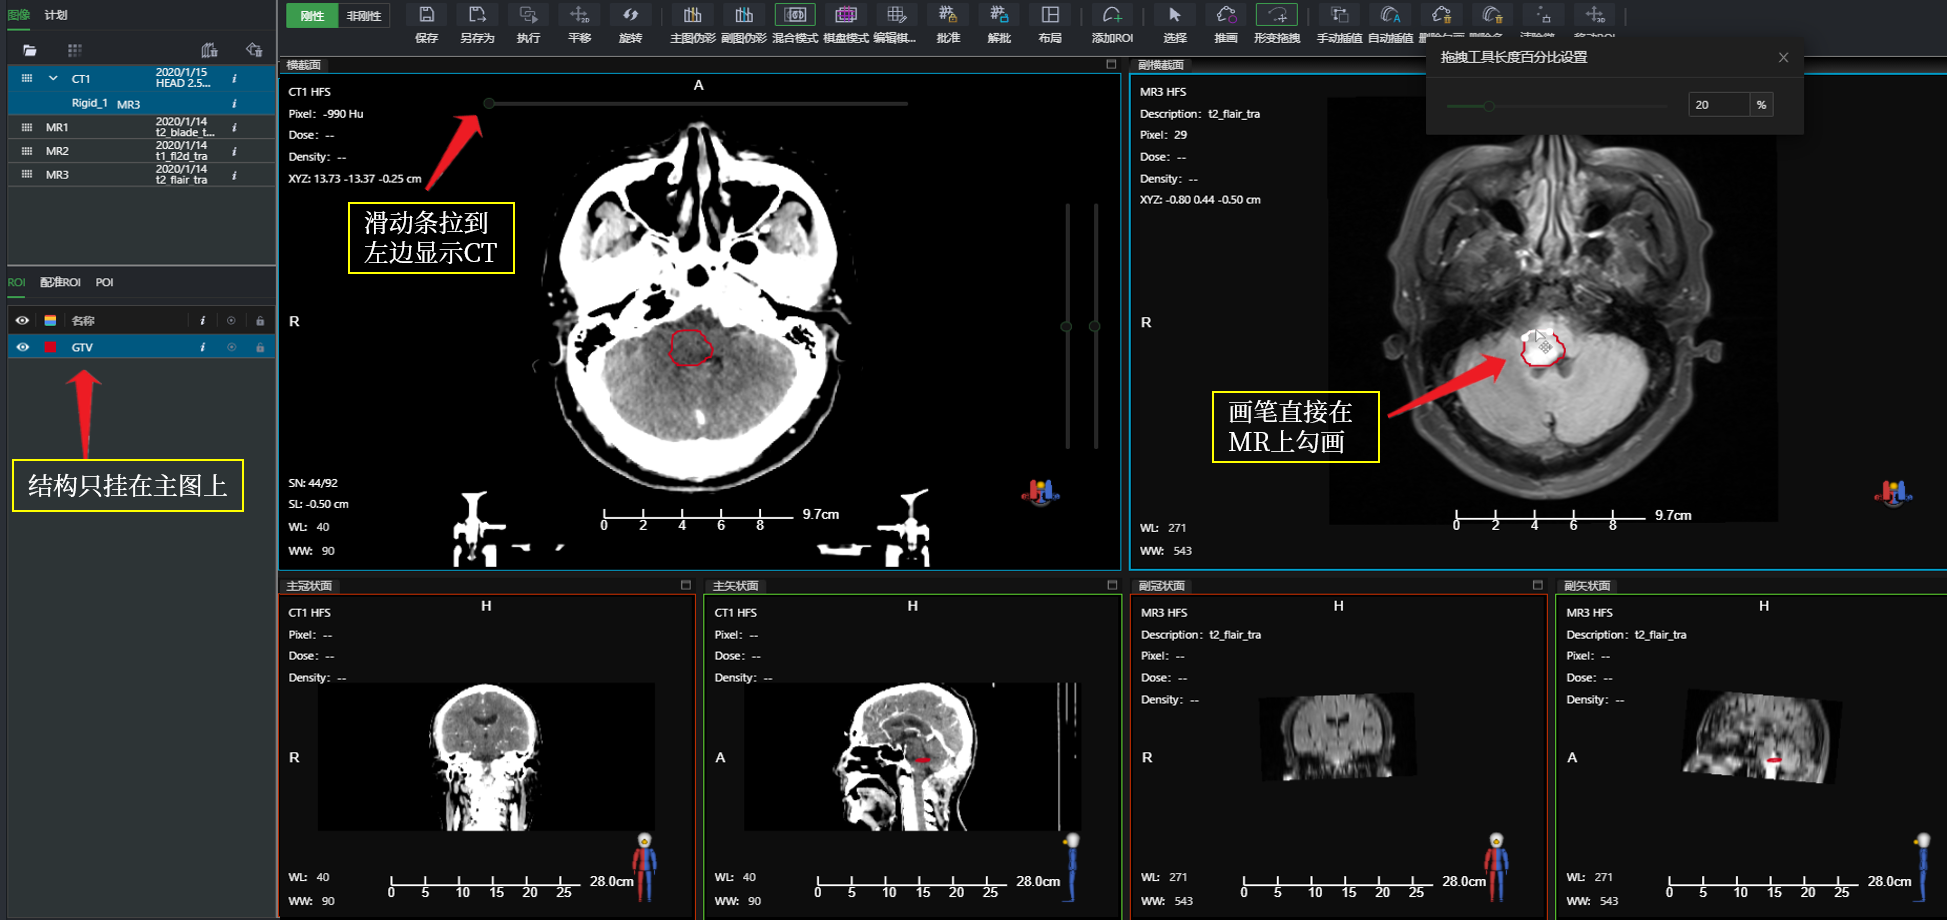 图像 计划
刚性 非刚性
保存 另存为 执行 平移 旋转 主图伪彩 副图伪彩 混合模式 棋盘模式 编辑棋... 批准 解批 布局 添加ROI 选择 推画 形变拖拽 手动插值 自动插值
拖拽工具长度百分比设置
20 %
CT1 2020/1/15 i
HEAD 2.5...
Rigid_1 MR3 i
MR1 2020/1/14 i
t2_blade_t...
MR2 2020/1/14 i
t1_fl2d_tra
MR3 2020/1/14 i
t2_flair_tra
ROI 配准ROI POI
名称 i
GTV i
结构只挂在主图上
横截面
CT1 HFS
A
Pixel: -990 Hu
Dose: --
Density: --
XYZ: 13.73 -13.37 -0.25 cm
滑动条拉到
左边显示CT
R
SN: 44/92
SL: -0.50 cm
WL: 40
WW: 90
0 2 4 6 8 9.7cm
副横截面
MR3 HFS
Description: t2_flair_tra
Pixel: 29
Dose: --
Density: --
XYZ: -0.80 0.44 -0.50 cm
R
画笔直接在
MR上勾画
WL: 271
WW: 543
0 2 4 6 8 9.7cm
主冠状面
H
CT1 HFS
Pixel: --
Dose: --
Density: --
R
WL: 40
WW: 90
0 5 10 15 20 25 28.0cm
主矢状面
H
CT1 HFS
Pixel: --
Dose: --
Density: --
A
WL: 40
WW: 90
0 5 10 15 20 25 28.0cm
副冠状面
H
MR3 HFS
Description: t2_flair_tra
Pixel: --
Dose: --
Density: --
R
WL: 271
WW: 543
0 5 10 15 20 25 28.0cm
副矢状面
H
MR3 HFS
Description: t2_flair_tra
Pixel: --
Dose: --
Density: --
A
WL: 271
WW: 543
0 5 10 15 20 25 28.0cm